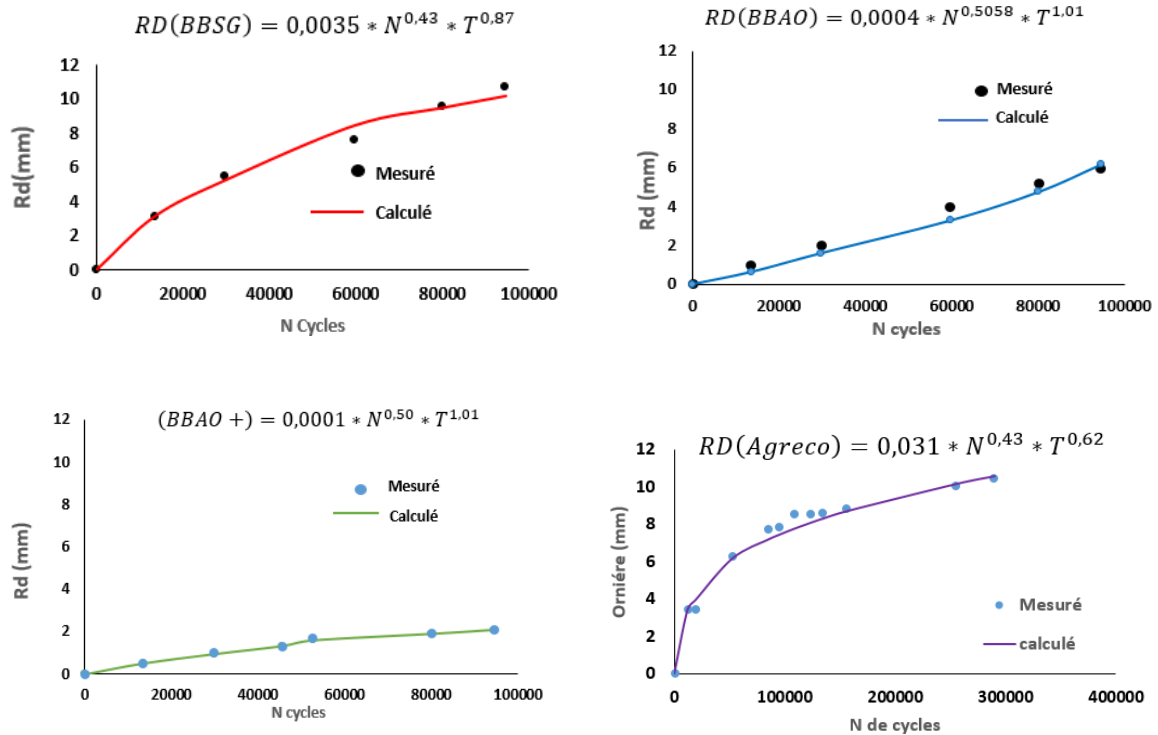 RD(BBSG) = 0,0035 * N^0,43 * T^0,87
12
10
8
6
4
2
0
Rd(mm)
Mesuré
Calculé
0 20000 40000 60000 80000 100000
N Cycles
RD(BBAO) = 0,0004 * N^0,5058 * T^1,01
12
10
8
6
4
2
0
Rd (mm)
Mesuré
Calculé
0 20000 40000 60000 80000 100000
N cycles
(BBAO +) = 0,0001 * N^0,50 * T^1,01
12
10
8
6
4
2
0
Rd (mm)
Mesuré
Calculé
0 20000 40000 60000 80000 100000
N cycles
RD(Agreco) = 0,031 * N^0,43 * T^0,62
12
10
8
6
4
2
0
Orniére (mm)
Mesuré
calculé
0 100000 200000 300000 400000
N de cycles